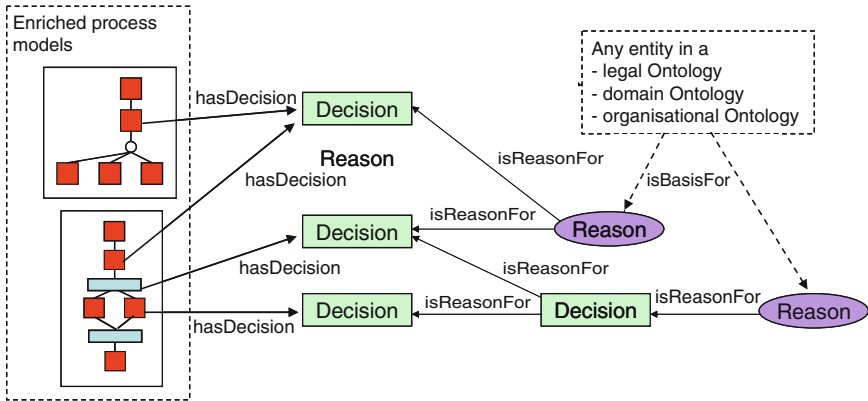 Enriched process
models
Any entity in a
- legal Ontology
- domain Ontology
- organisational Ontology
hasDecision
Decision
Reason
hasDecision
isReasonFor
isBasisFor
isReasonFor
Reason
Decision
hasDecision
isReasonFor
isReasonFor
isReasonFor
Decision
Decision
Reason
hasDecision